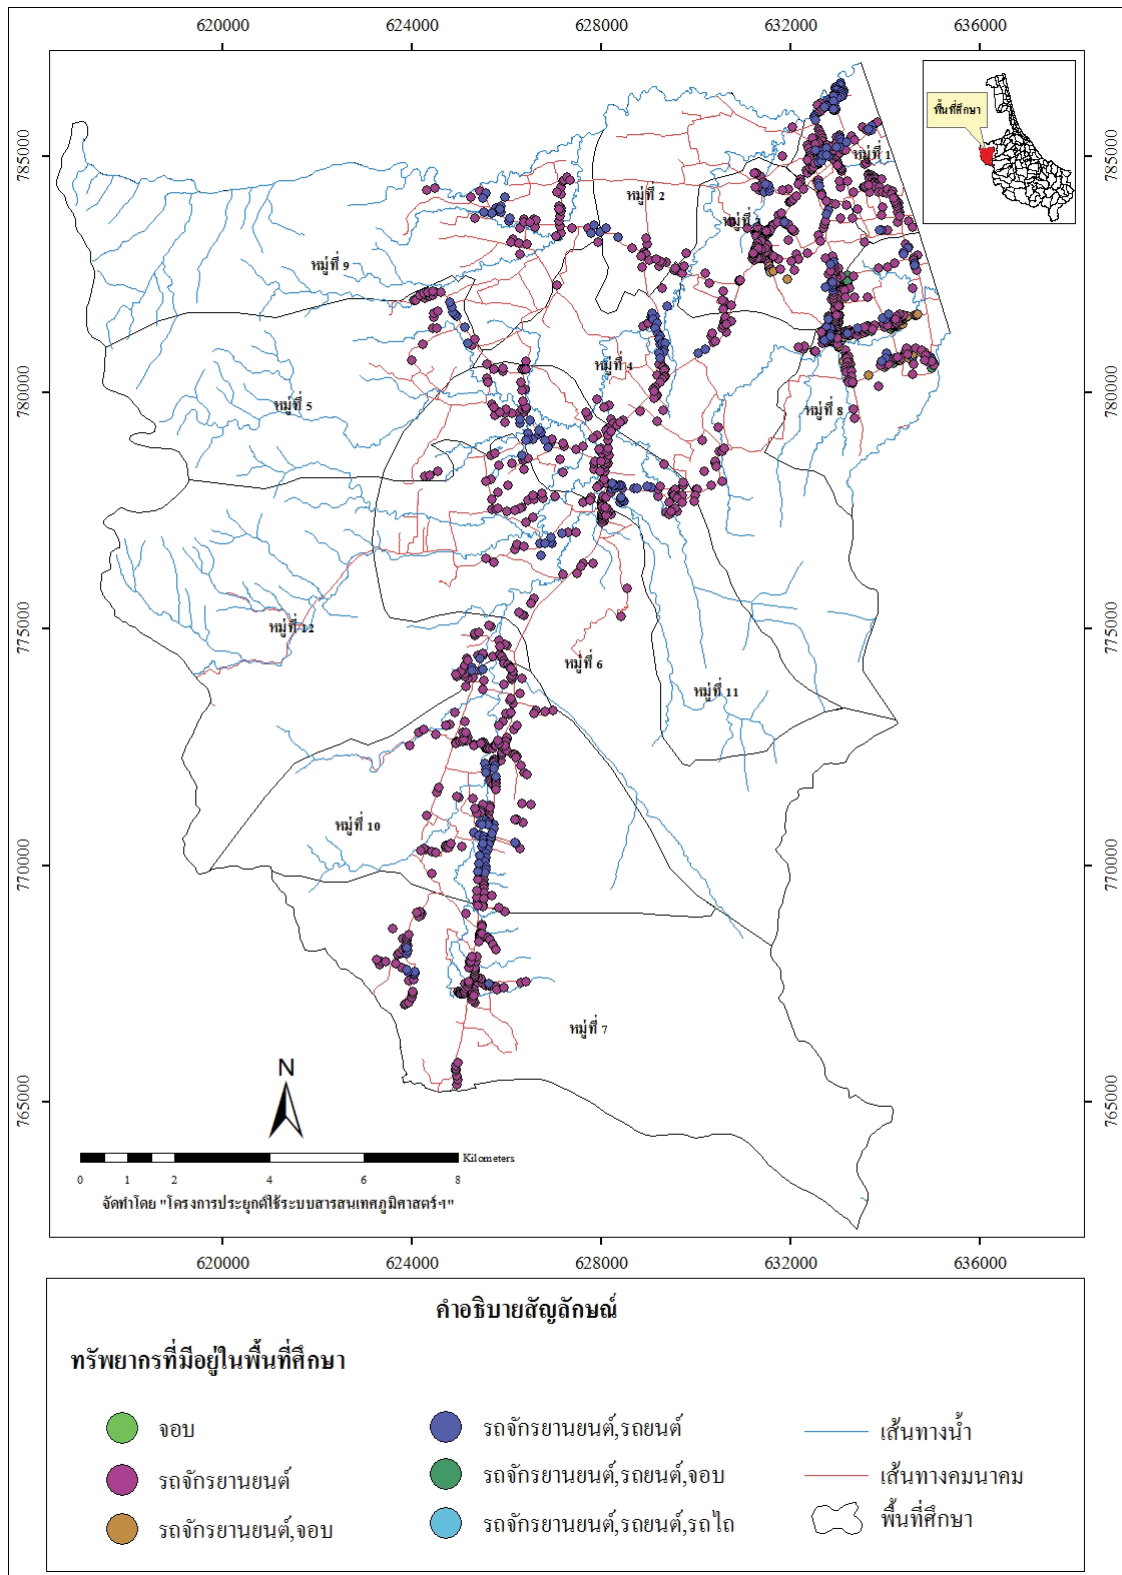 620000 624000 628000 632000 636000
785000 785000
780000 780000
775000 775000
770000 770000
765000 765000
พื้นที่ศึกษา
หมู่ที่ 1
หมู่ที่ 2
หมู่ที่ 3
หมู่ที่ 9
หมู่ที่ 4
หมู่ที่ 5
หมู่ที่ 8
หมู่ที่ 12
หมู่ที่ 6
หมู่ที่ 11
หมู่ที่ 10
หมู่ที่ 7
N
Kilometers
0 1 2 4 6 8
จัดทำโดย "โครงการประยุกต์ใช้ระบบสารสนเทศภูมิศาสตร์ฯ"
620000 624000 628000 632000 636000
คำอธิบายสัญลักษณ์
ทรัพยากรที่มีอยู่ในพื้นที่ศึกษา
จอบ
รถจักรยานยนต์
รถจักรยานยนต์,จอบ
รถจักรยานยนต์,รถยนต์
รถจักรยานยนต์,รถยนต์,จอบ
รถจักรยานยนต์,รถยนต์,รถไถ
เส้นทางน้ำ
เส้นทางคมนาคม
พื้นที่ศึกษา